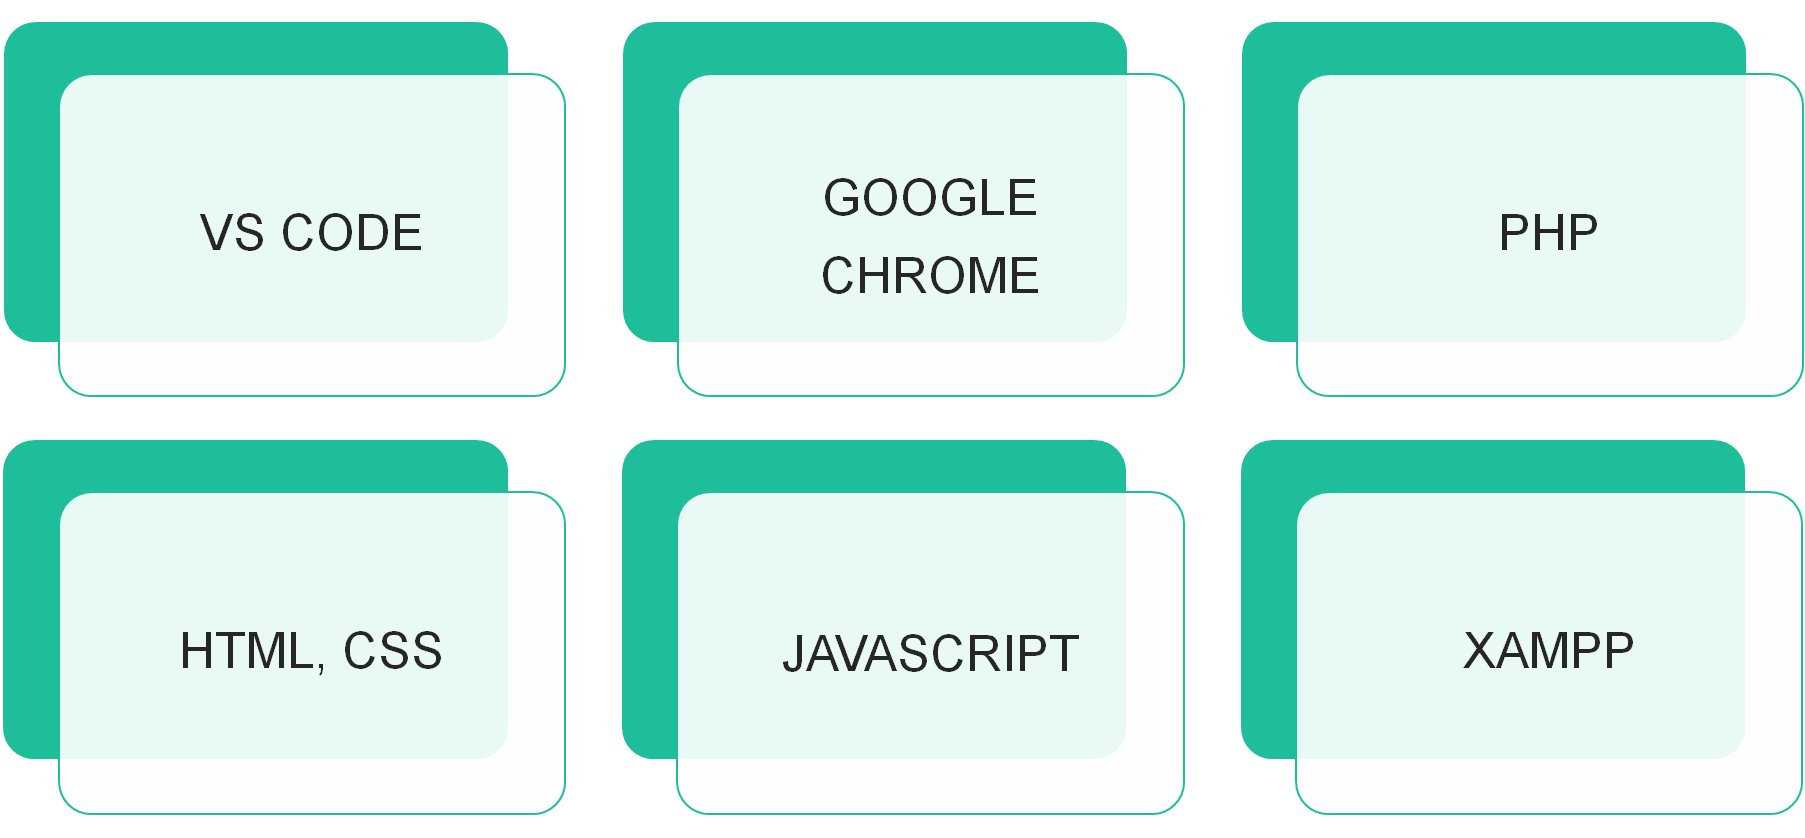 VS CODE
GOOGLE
CHROME
PHP
HTML, CSS
JAVASCRIPT
XAMPP